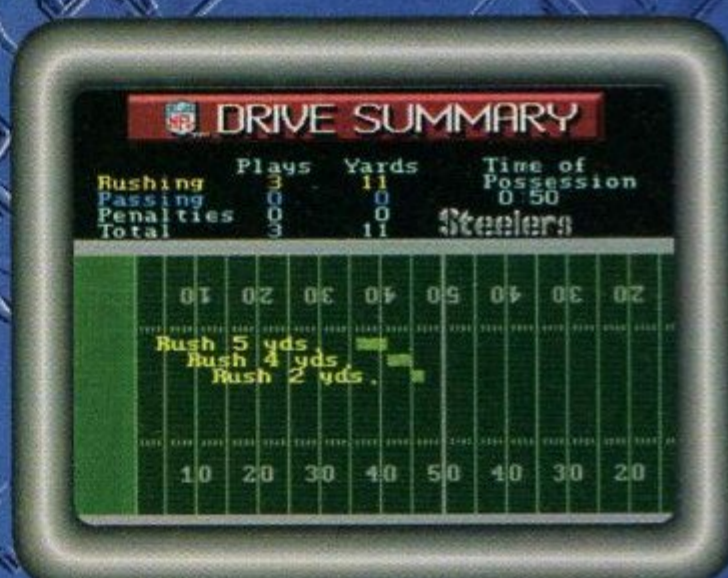 NFL DRIVE SUMMARY
Plays Yards Time of
Rushing 3 11 Possession
Passing 0 0 0:50
Penalties 0 0
Total 3 11 Steelers
10 20 30 40 50 40 30 20
Rush 5 yds.
Rush 4 yds.
Rush 2 yds.
10 20 30 40 50 40 30 20